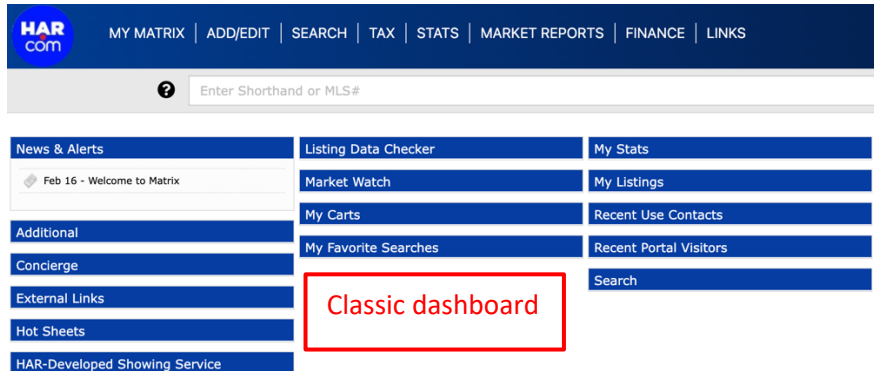 HAR
com
MY MATRIX | ADD/EDIT | SEARCH | TAX | STATS | MARKET REPORTS | FINANCE | LINKS
Enter Shorthand or MLS#
News & Alerts
Feb 16 - Welcome to Matrix
Additional
Concierge
External Links
Hot Sheets
HAR-Developed Showing Service
Listing Data Checker
Market Watch
My Carts
My Favorite Searches
Classic dashboard
My Stats
My Listings
Recent Use Contacts
Recent Portal Visitors
Search